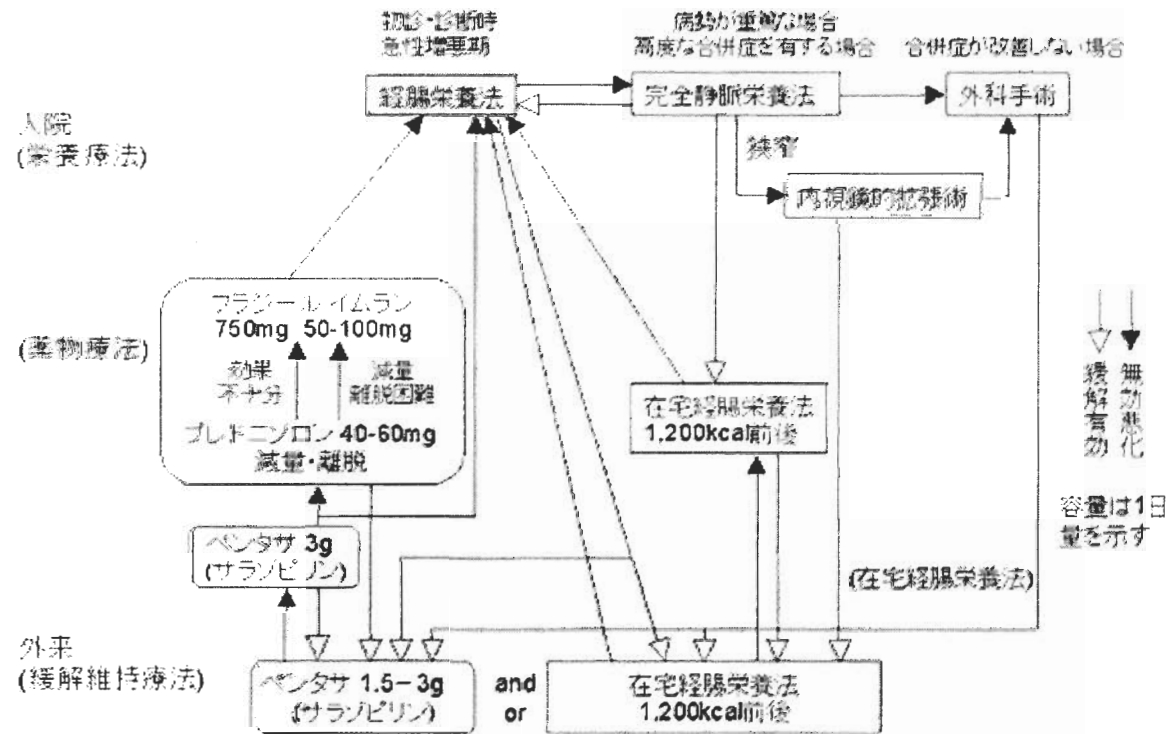 初診・診断時
急性増悪期
病勢が重篤な場合
高度な合併症を有する場合
合併症が改善しない場合
経腸栄養法
完全静脈栄養法
外科手術
入院
(栄養療法)
狭窄
内視鏡的拡張術
フラジール イムラン
750mg 50-100mg
(薬物療法)
効果
不十分
減量
離脱困難
プレドニゾロン 40-60mg
減量・離脱
在宅経腸栄養法
1,200kcal前後
緩解有効
無効悪化
容量は1日
量を示す
ペンタサ 3g
(サラゾピリン)
(在宅経腸栄養法)
外来
(緩解維持療法)
ペンタサ 1.5-3g
(サラゾピリン)
and
or
在宅経腸栄養法
1,200kcal前後